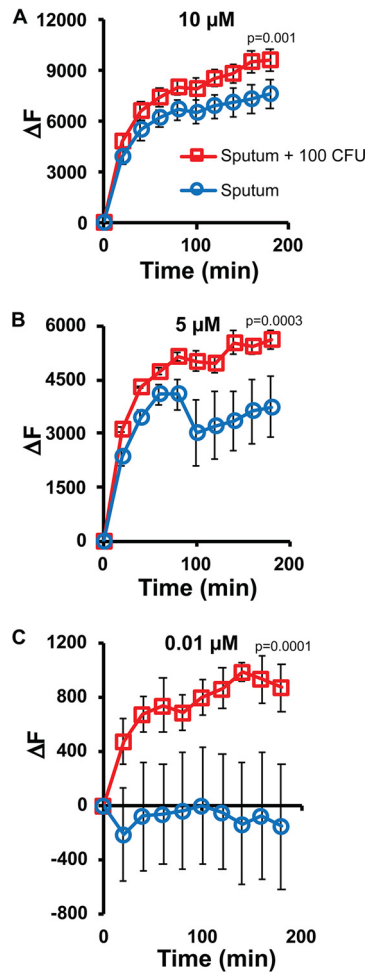 A
10 µM
p=0.001
12000
9000
6000
3000
0
ΔF
Sputum + 100 CFU
Sputum
0
100
200
Time (min)
B
5 µM
p=0.0003
6000
4500
3000
1500
0
ΔF
0
100
200
Time (min)
C
0.01 µM
p=0.0001
1200
800
400
0
-400
-800
ΔF
0
100
200
Time (min)